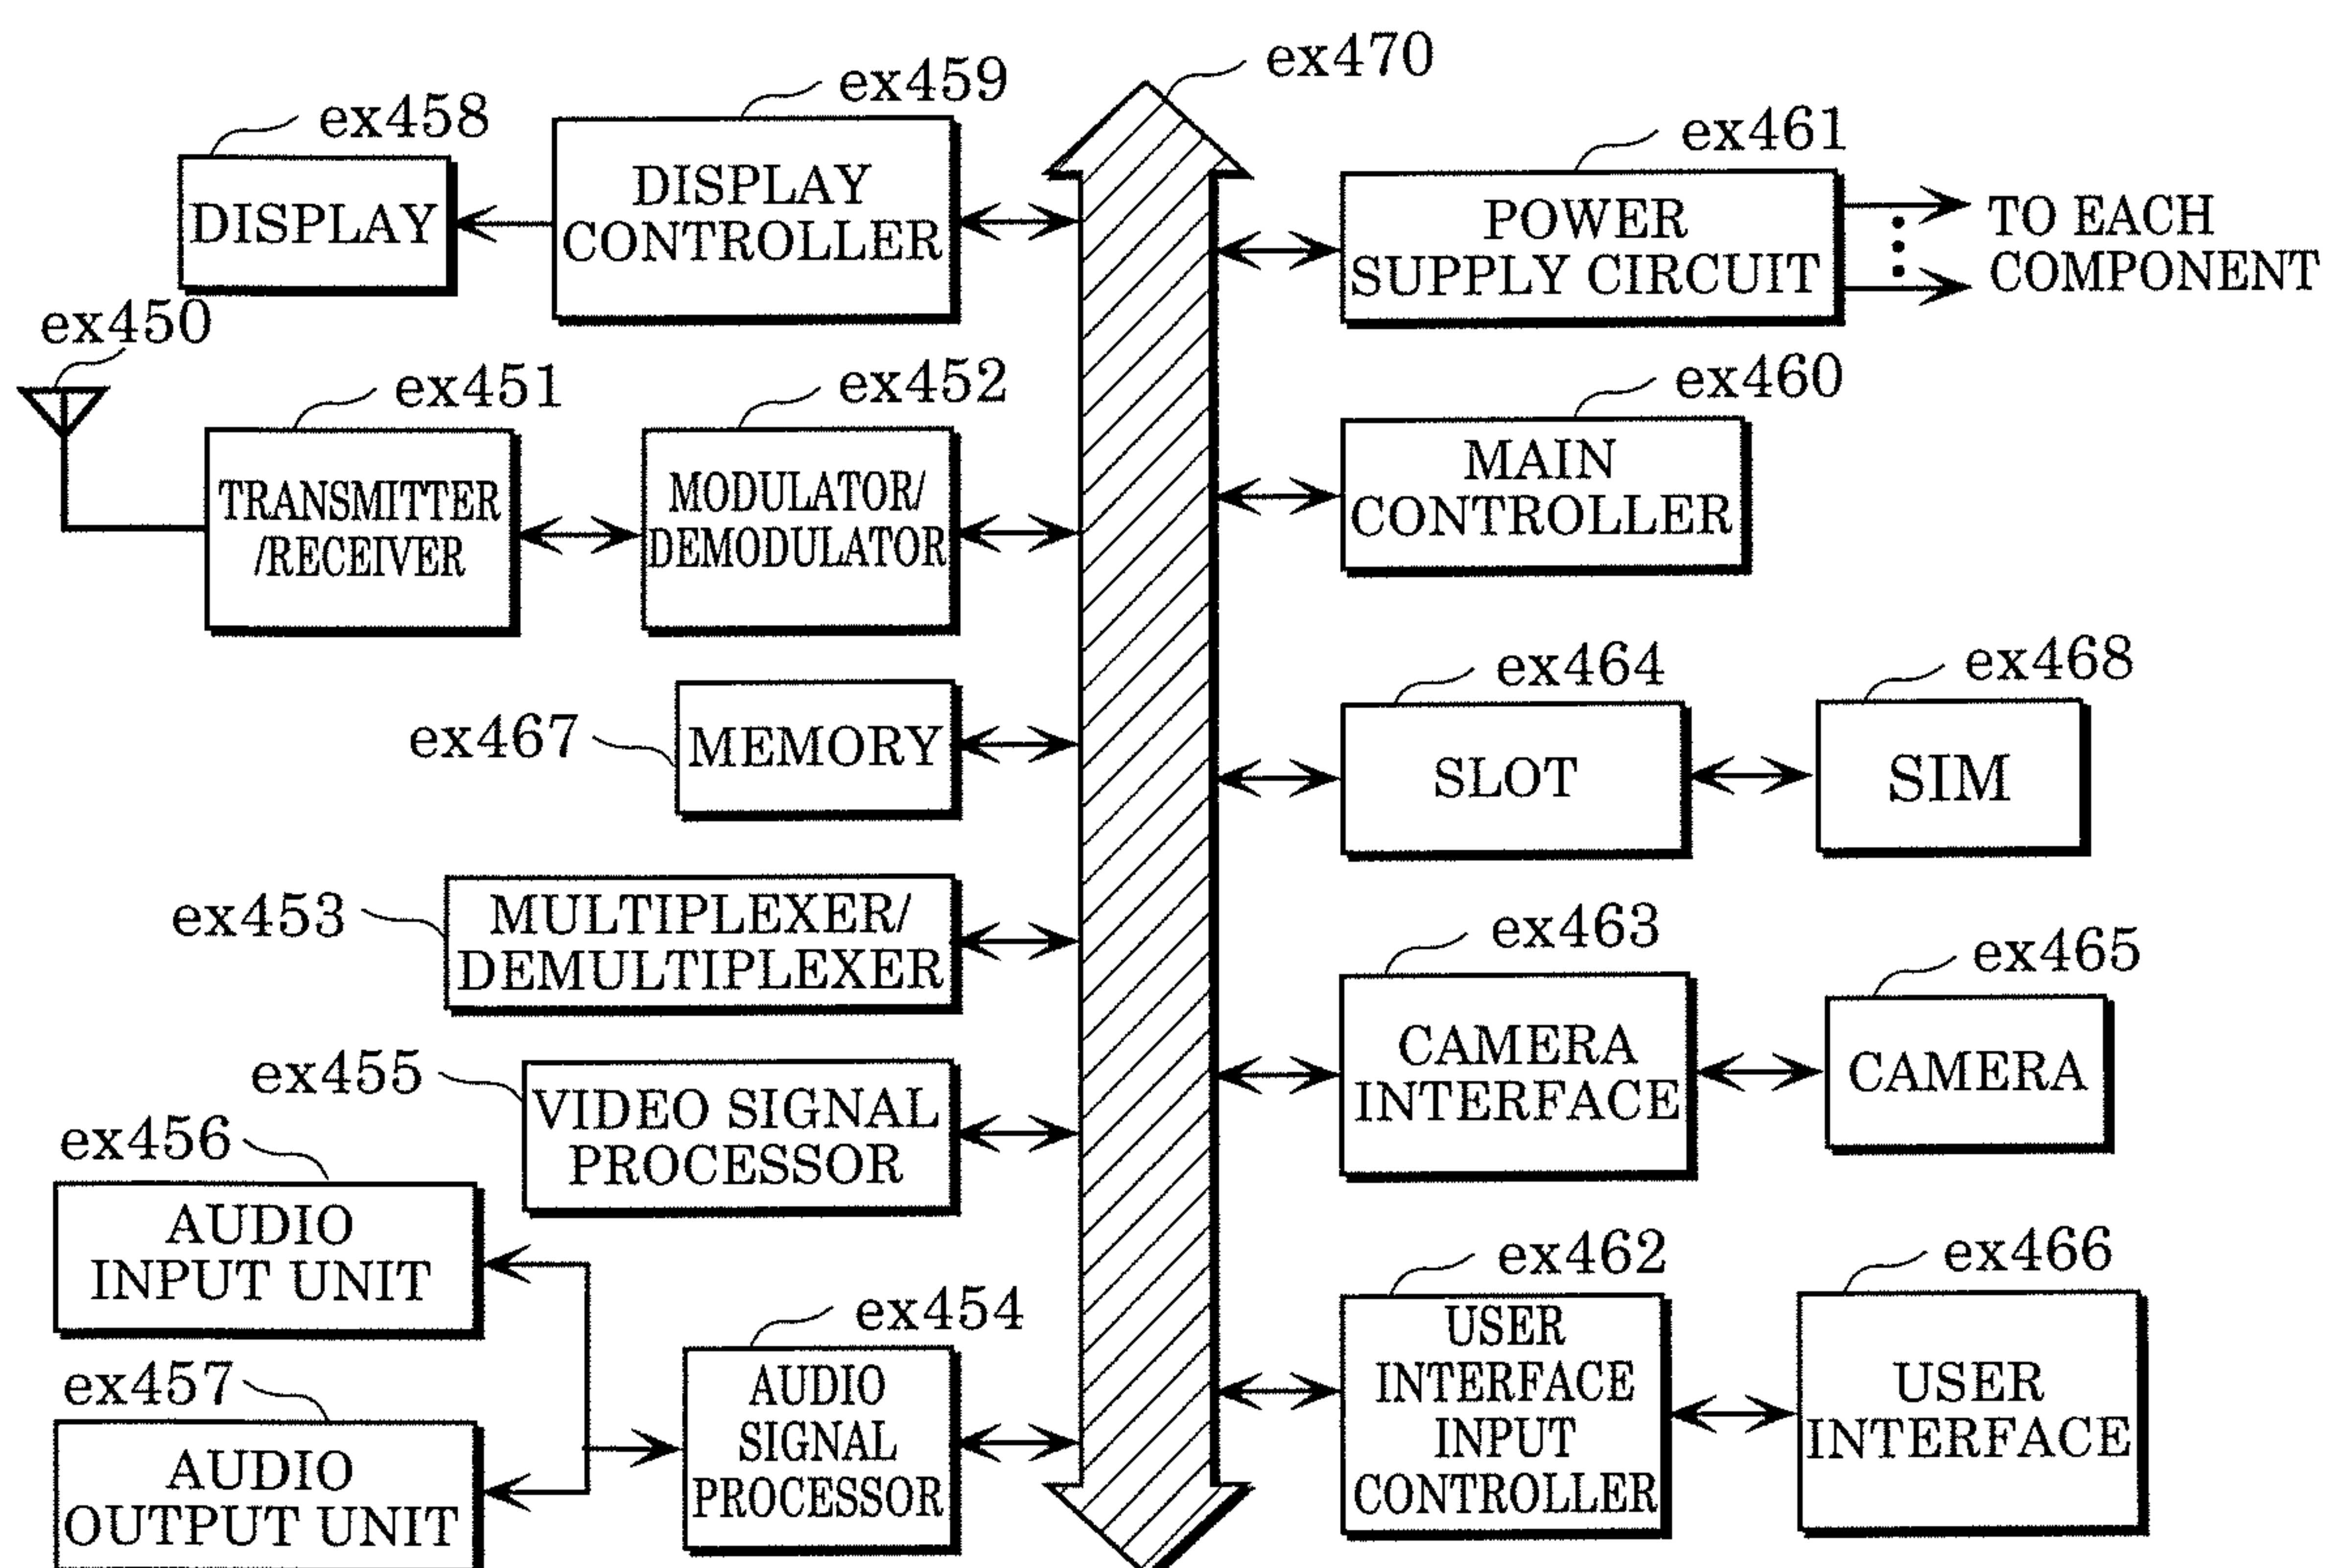 ex470
ex459
ex458
ex461
DISPLAY
CONTROLLER
DISPLAY
POWER
SUPPLY CIRCUIT
TO EACH
COMPONENT
ex450
ex451
ex452
ex460
TRANSMITTER
/RECEIVER
MODULATOR/
DEMODULATOR
MAIN
CONTROLLER
ex467
MEMORY
ex464
ex468
SLOT
SIM
ex453
MULTIPLEXER/
DEMULTIPLEXER
ex463
ex465
CAMERA
INTERFACE
CAMERA
ex455
VIDEO SIGNAL
PROCESSOR
ex456
AUDIO
INPUT UNIT
ex454
ex462
ex466
ex457
AUDIO
OUTPUT UNIT
AUDIO
SIGNAL
PROCESSOR
USER
INTERFACE
INPUT
CONTROLLER
USER
INTERFACE